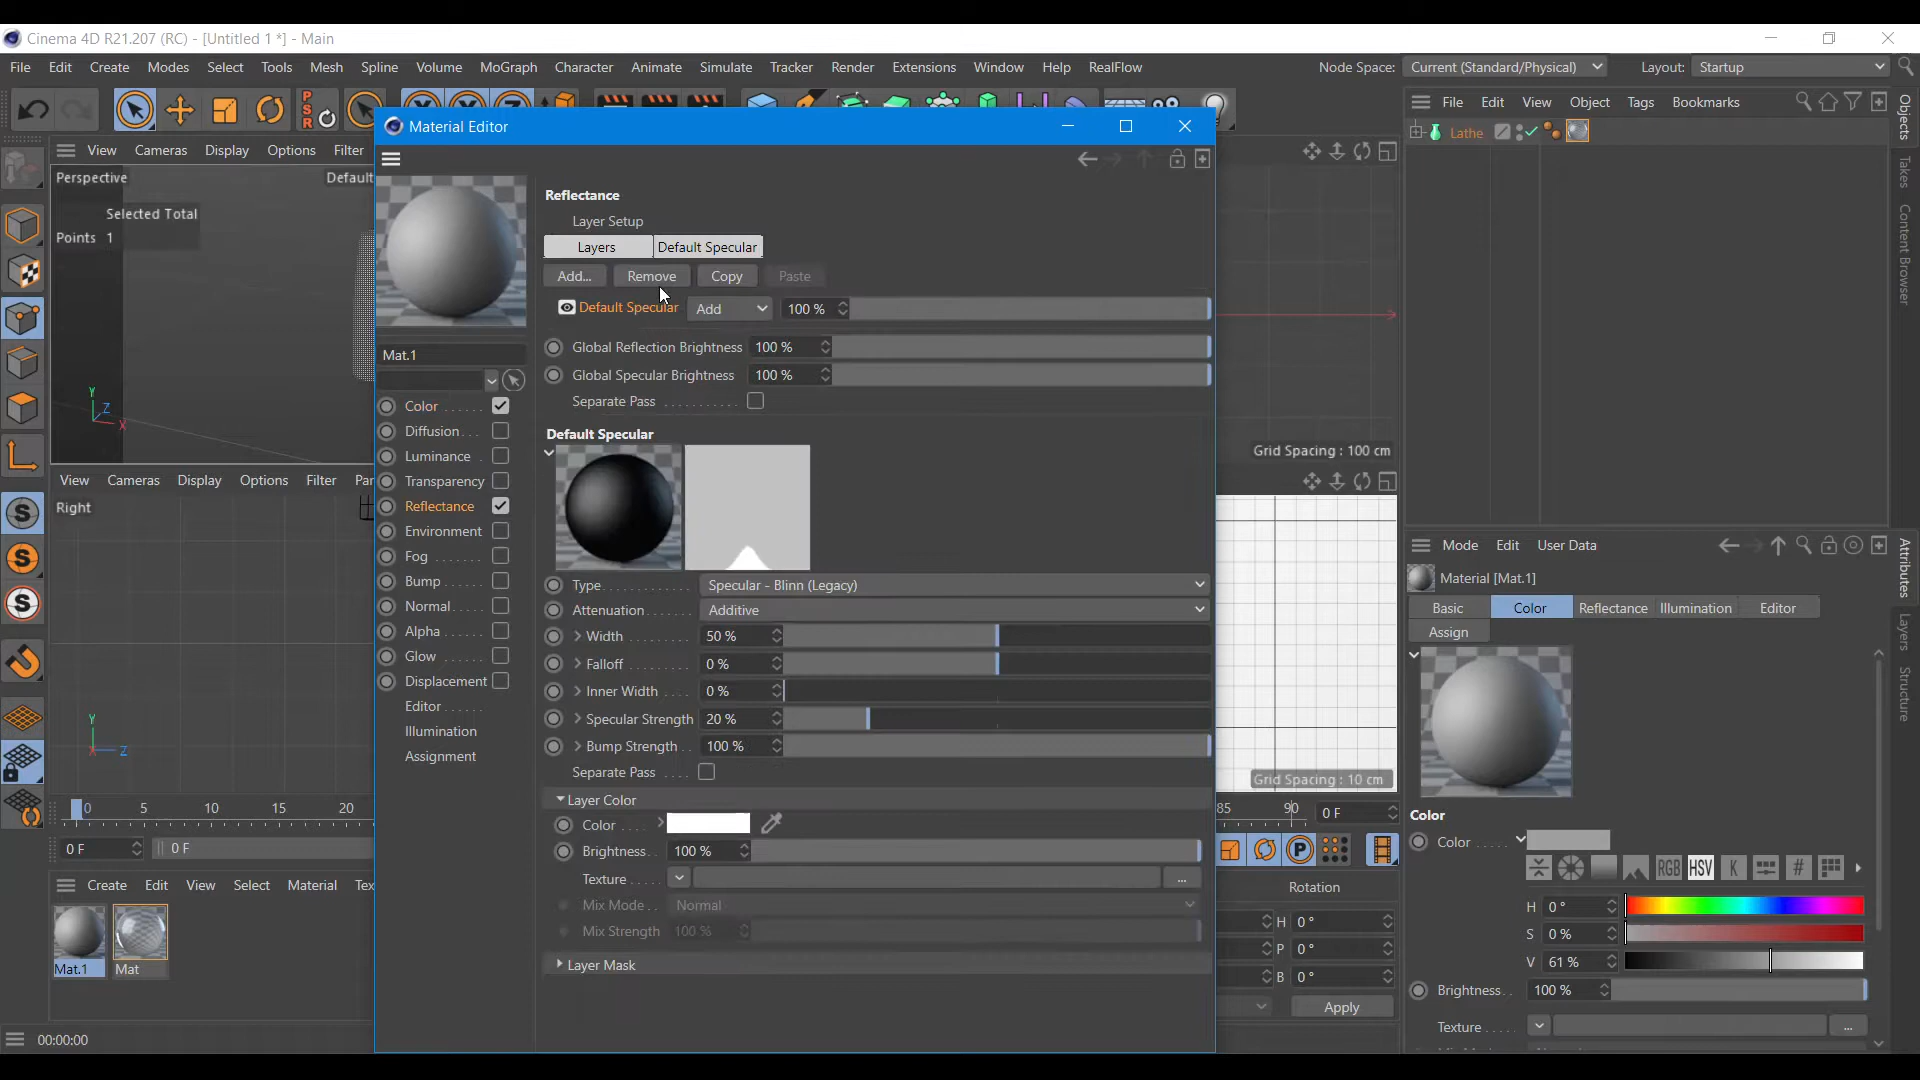 Cinema 4D R21.207 (RC) - [Untitled 1 *] - Main
File Edit Create Modes Select Tools Mesh Spline Volume MoGraph Character Animate Simulate Tracker Render Extensions Window Help RealFlow Node Space: Current (Standard/Physical) Layout: Startup
PSR
File Edit View Object Tags Bookmarks
Lathe
Objects
Takes
Content Browser
View Cameras Display Options Filter
Perspective Default
Selected Total
Points 1
Y
Z
X
Material Editor
Mat.1
Color
Diffusion
Luminance
Transparency
Reflectance
Environment
Fog
Bump
Normal
Alpha
Glow
Displacement
Editor
Illumination
Assignment
Reflectance
Layer Setup
Layers Default Specular
Add... Remove Copy Paste
Default Specular Add 100 %
Global Reflection Brightness 100 %
Global Specular Brightness 100 %
Separate Pass
Default Specular
Type Specular - Blinn (Legacy)
Attenuation Additive
Width 50 %
Falloff 0 %
Inner Width 0 %
Specular Strength 20 %
Bump Strength 100 %
Separate Pass
Layer Color
Color
Brightness 100 %
Texture ...
Mix Mode Normal
Mix Strength 100 %
Layer Mask
Grid Spacing : 100 cm
View Cameras Display Options Filter Par
Right
Y
X Z
Grid Spacing : 10 cm
0 5 10 15 20
85 90 0 F
0 F 0 F
Create Edit View Select Material Tex
Mat.1 Mat
Rotation
H 0 °
P 0 °
B 0 °
Apply
00:00:00
Mode Edit User Data
Material [Mat.1]
Basic Color Reflectance Illumination Editor
Assign
Color
Color
RGB HSV K #
H 0 °
S 0 %
V 61 %
Brightness 100 %
Texture ...
Attributes
Layers
Structure